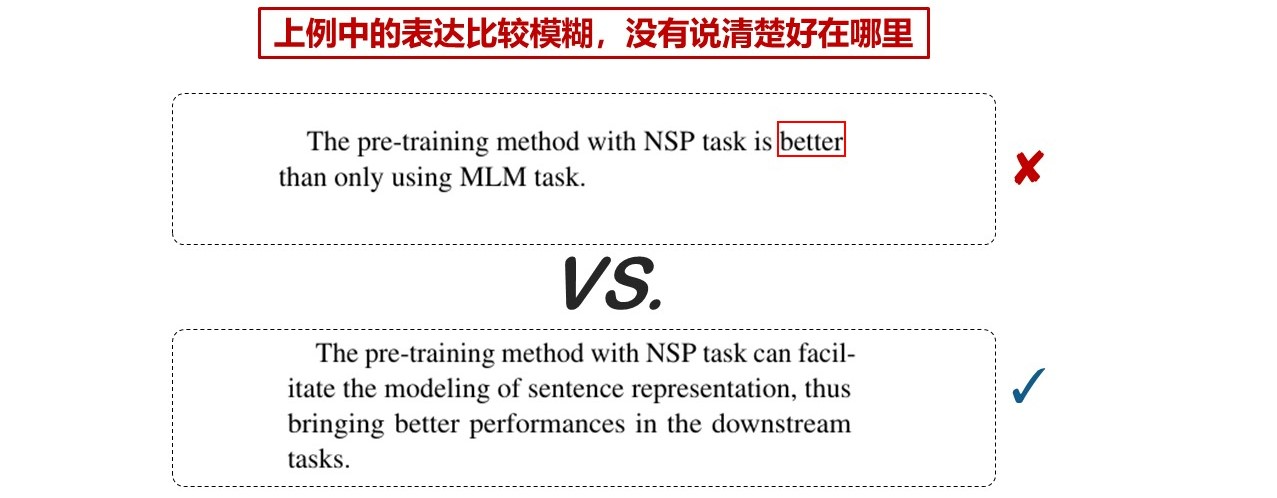 上例中的表达比较模糊，没有说清楚好在哪里
The pre-training method with NSP task is better
than only using MLM task.
✘
VS.
The pre-training method with NSP task can facil-
itate the modeling of sentence representation, thus
bringing better performances in the downstream
tasks.
✓